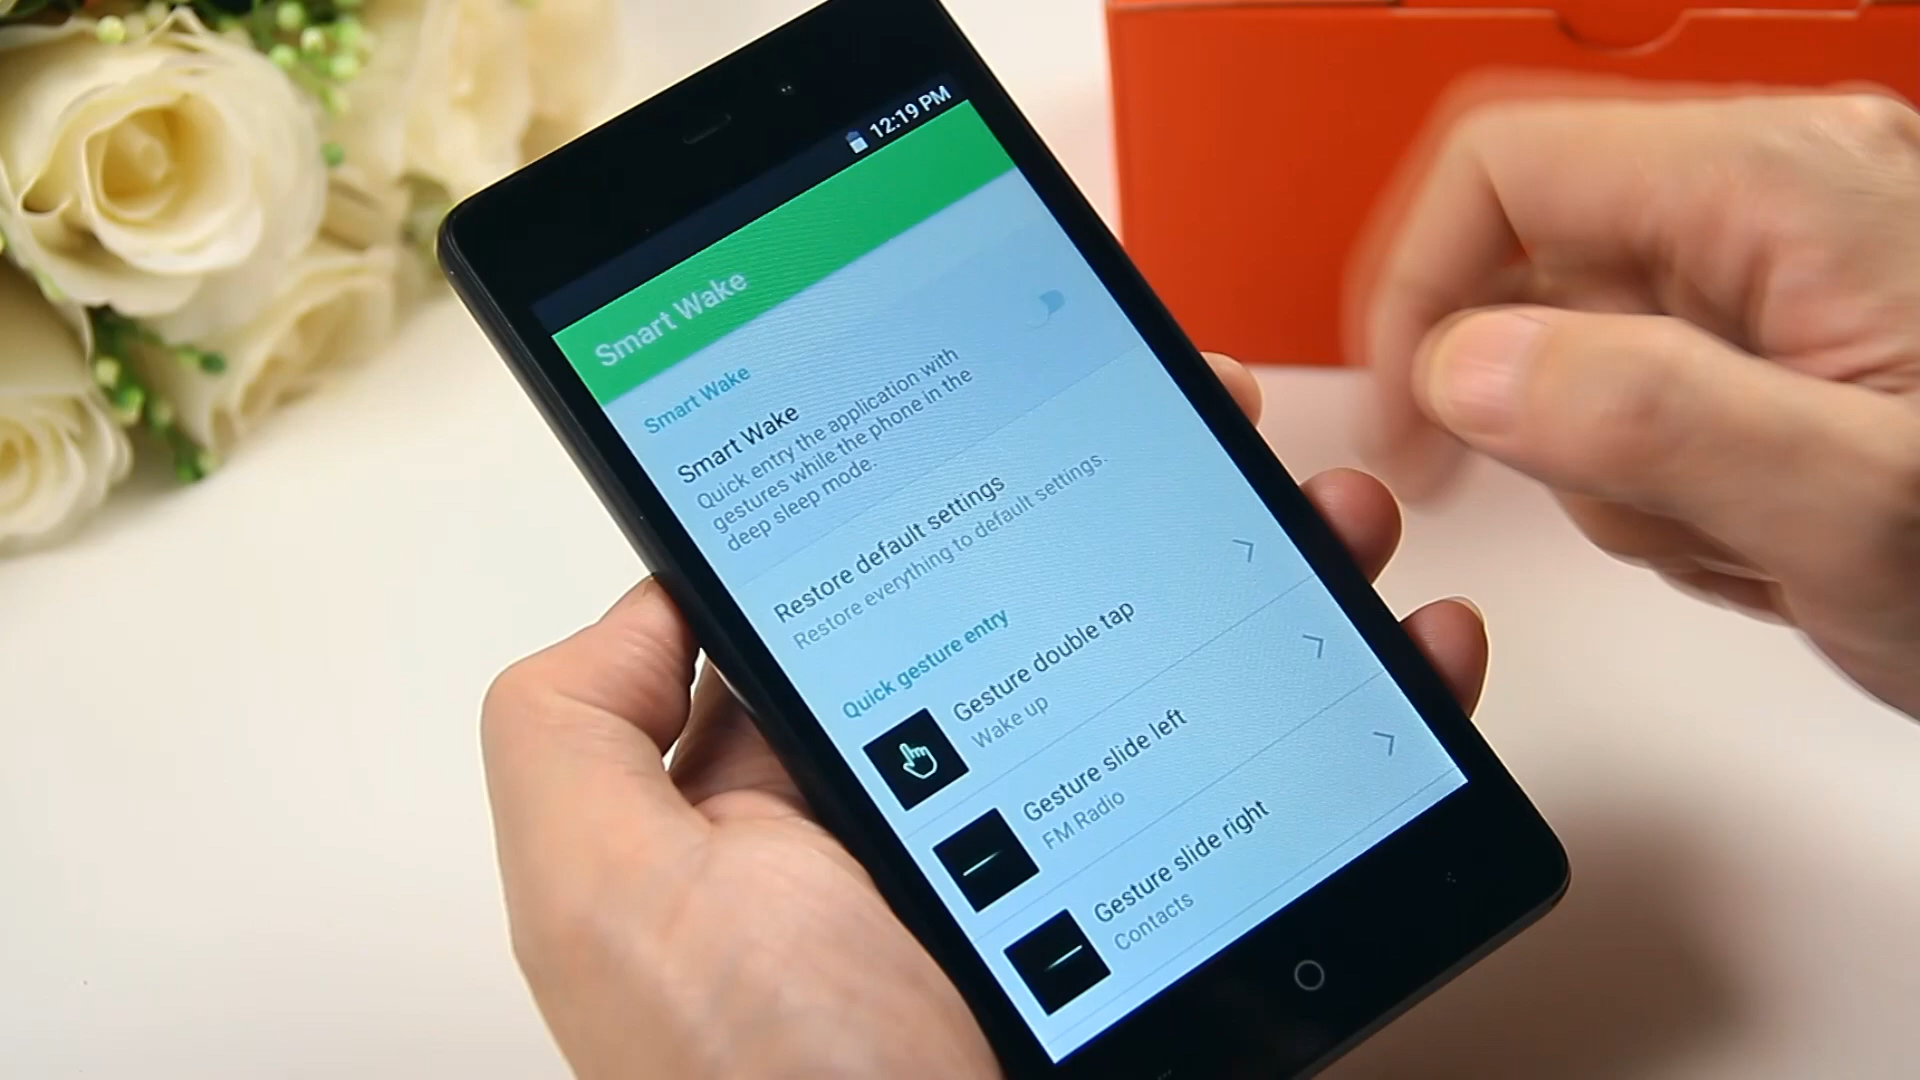 12:19 PM
Smart Wake
Smart Wake
Smart Wake
Quick entry the application with
gestures while the phone in the
deep sleep mode.
Restore default settings
Restore everything to default settings.
Quick gesture entry
Gesture double tap
Wake up
Gesture slide left
FM Radio
Gesture slide right
Contacts